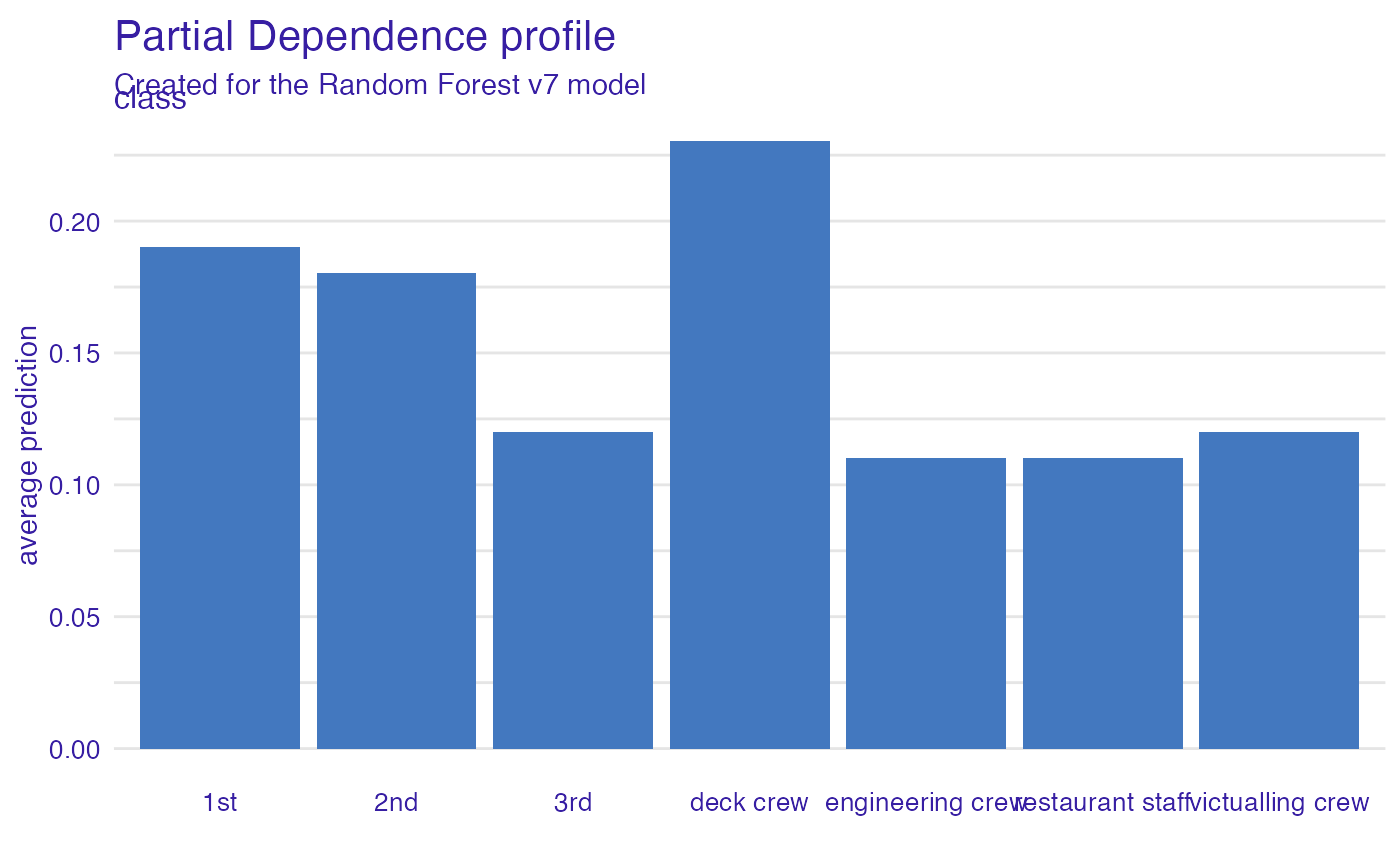 Partial Dependence profile
Created for the Random Forest v7 model
class
average prediction
0.20
0.15
0.10
0.05
0.00
1st 2nd 3rd deck crew engineering crew restaurant staff victualling crew